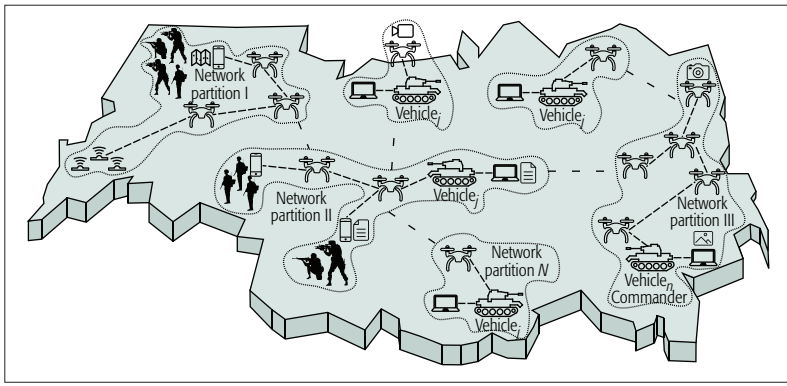 Network
partition I
Vehicle i
Vehicle i
Network
partition II
Vehicle j
Network
partition III
Network
partition N
Vehicle n
Commander
Vehicle i